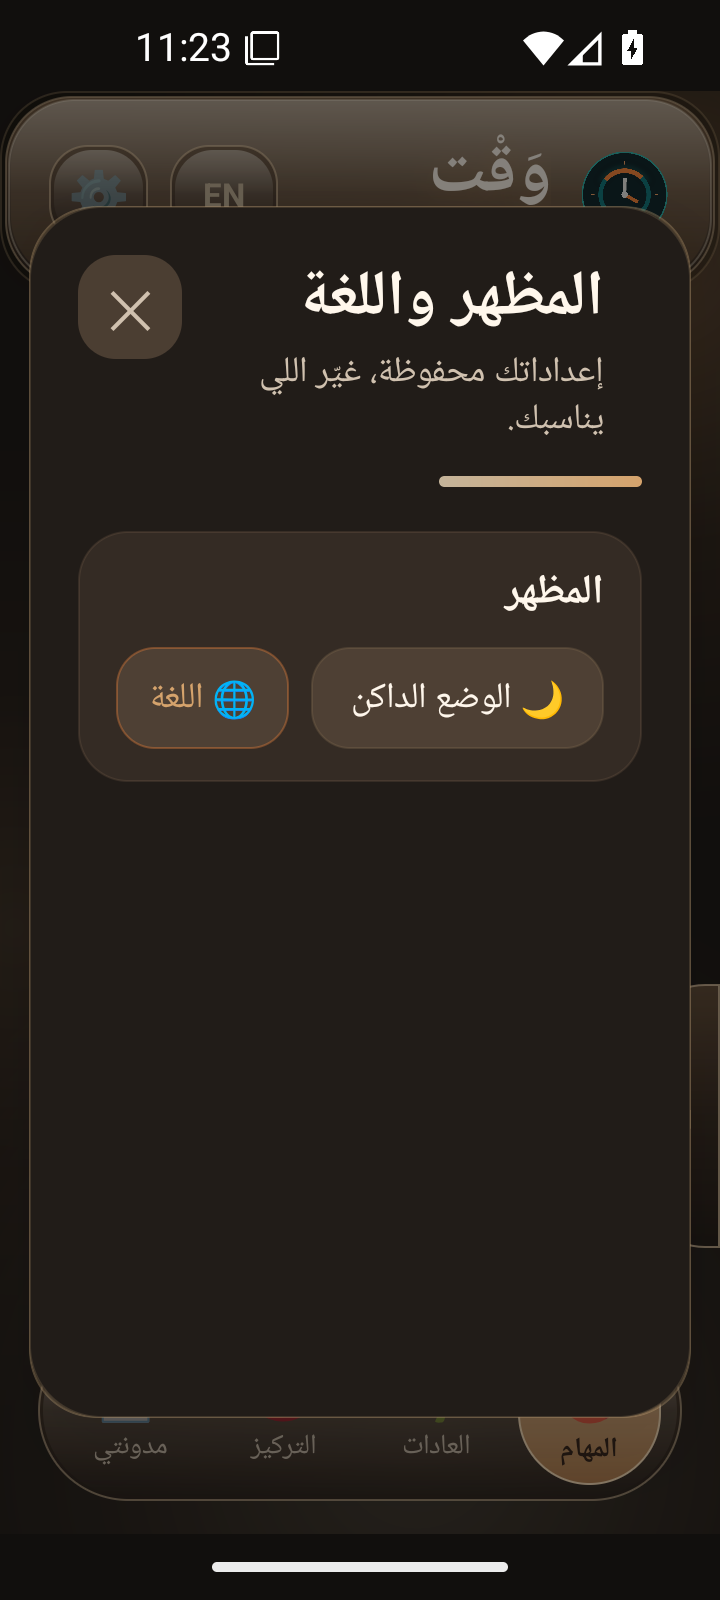 11:23
وَقْت
EN
المظهر واللغة
إعداداتك محفوظة، غيّر اللي
يناسبك.
المظهر
🌙 الوضع الداكن
🌐 اللغة
المهام
العادات
التركيز
مدونتي